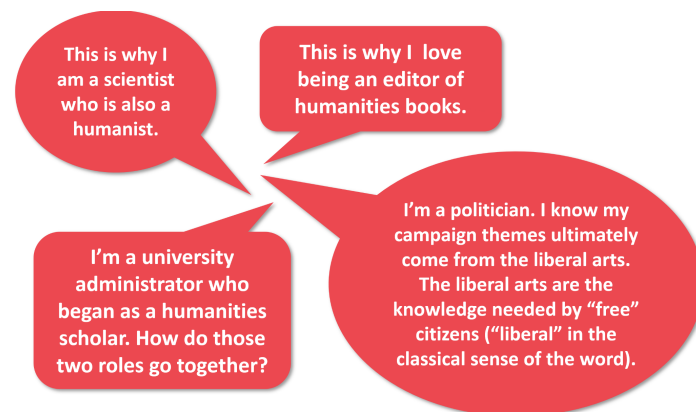 This is why I
am a scientist
who is also a
humanist.
This is why I love
being an editor of
humanities books.
I'm a university
administrator who
began as a humanities
scholar. How do those
two roles go together?
I'm a politician. I know my
campaign themes ultimately
come from the liberal arts.
The liberal arts are the
knowledge needed by “free”
citizens (“liberal” in the
classical sense of the word).